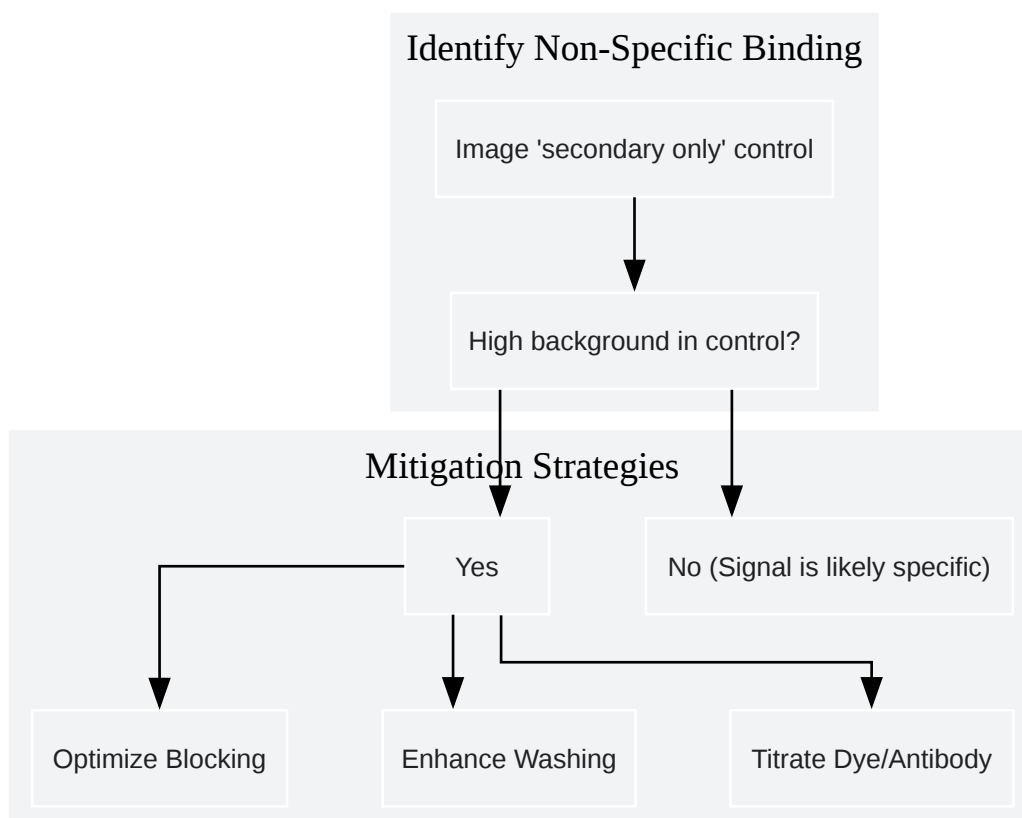 Identify Non-Specific Binding
Image 'secondary only' control
High background in control?
Mitigation Strategies
Yes
No (Signal is likely specific)
Optimize Blocking
Enhance Washing
Titrate Dye/Antibody